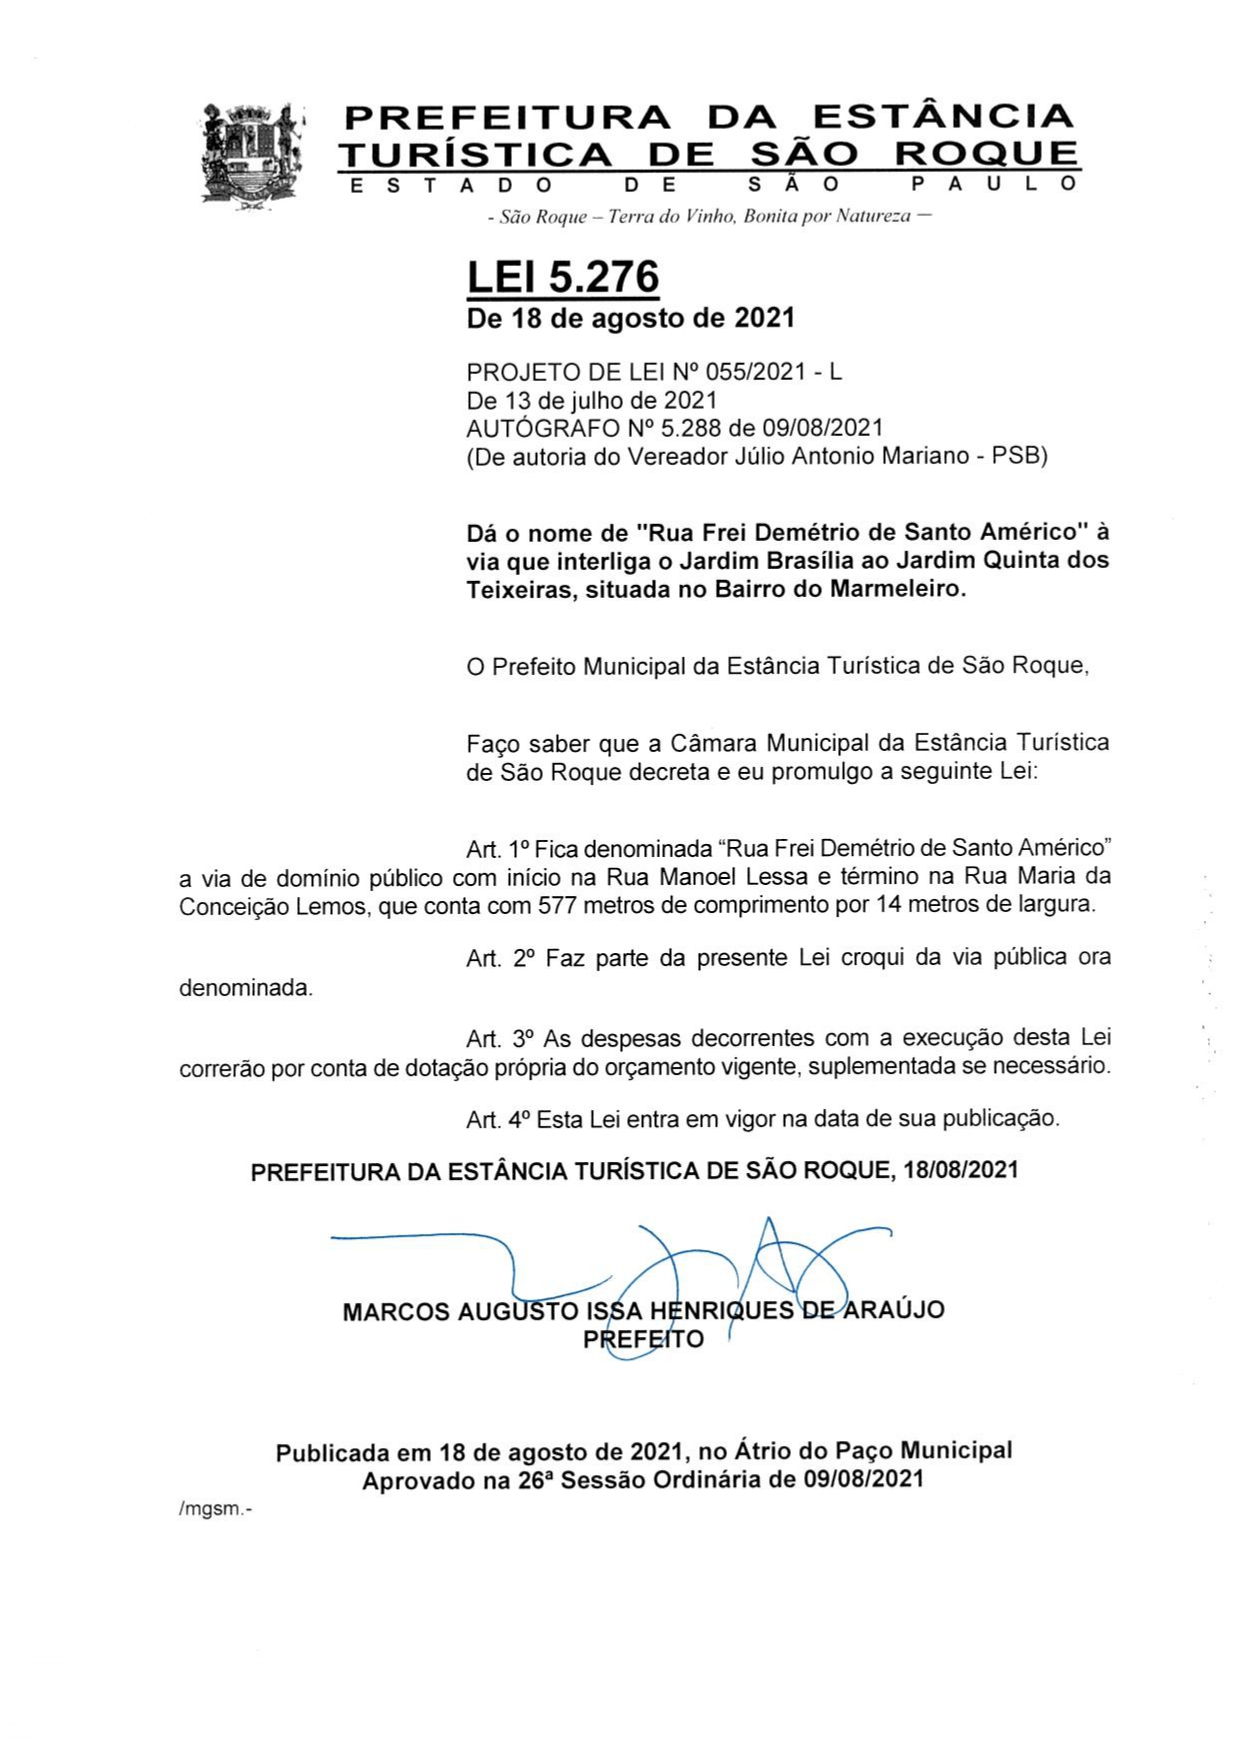 PREFEITURA DA ESTÂNCIA
TURÍSTICA DE SÃO ROQUE
ESTADO DE SÃO PAULO
- São Roque – Terra do Vinho, Bonita por Natureza –
LEI 5.276
De 18 de agosto de 2021
PROJETO DE LEI Nº 055/2021 - L
De 13 de julho de 2021
AUTÓGRAFO Nº 5.288 de 09/08/2021
(De autoria do Vereador Júlio Antonio Mariano - PSB)
Dá o nome de "Rua Frei Demétrio de Santo Américo" à
via que interliga o Jardim Brasília ao Jardim Quinta dos
Teixeiras, situada no Bairro do Marmeleiro.
O Prefeito Municipal da Estância Turística de São Roque,
Faço saber que a Câmara Municipal da Estância Turística
de São Roque decreta e eu promulgo a seguinte Lei:
Art. 1º Fica denominada “Rua Frei Demétrio de Santo Américo”
a via de domínio público com início na Rua Manoel Lessa e término na Rua Maria da
Conceição Lemos, que conta com 577 metros de comprimento por 14 metros de largura.
Art. 2º Faz parte da presente Lei croqui da via pública ora
denominada.
Art. 3º As despesas decorrentes com a execução desta Lei
correrão por conta de dotação própria do orçamento vigente, suplementada se necessário.
Art. 4º Esta Lei entra em vigor na data de sua publicação.
PREFEITURA DA ESTÂNCIA TURÍSTICA DE SÃO ROQUE, 18/08/2021
MARCOS AUGUSTO ISSA HENRIQUES DE ARAÚJO
PREFEITO
Publicada em 18 de agosto de 2021, no Átrio do Paço Municipal
Aprovado na 26ª Sessão Ordinária de 09/08/2021
/mgsm.-